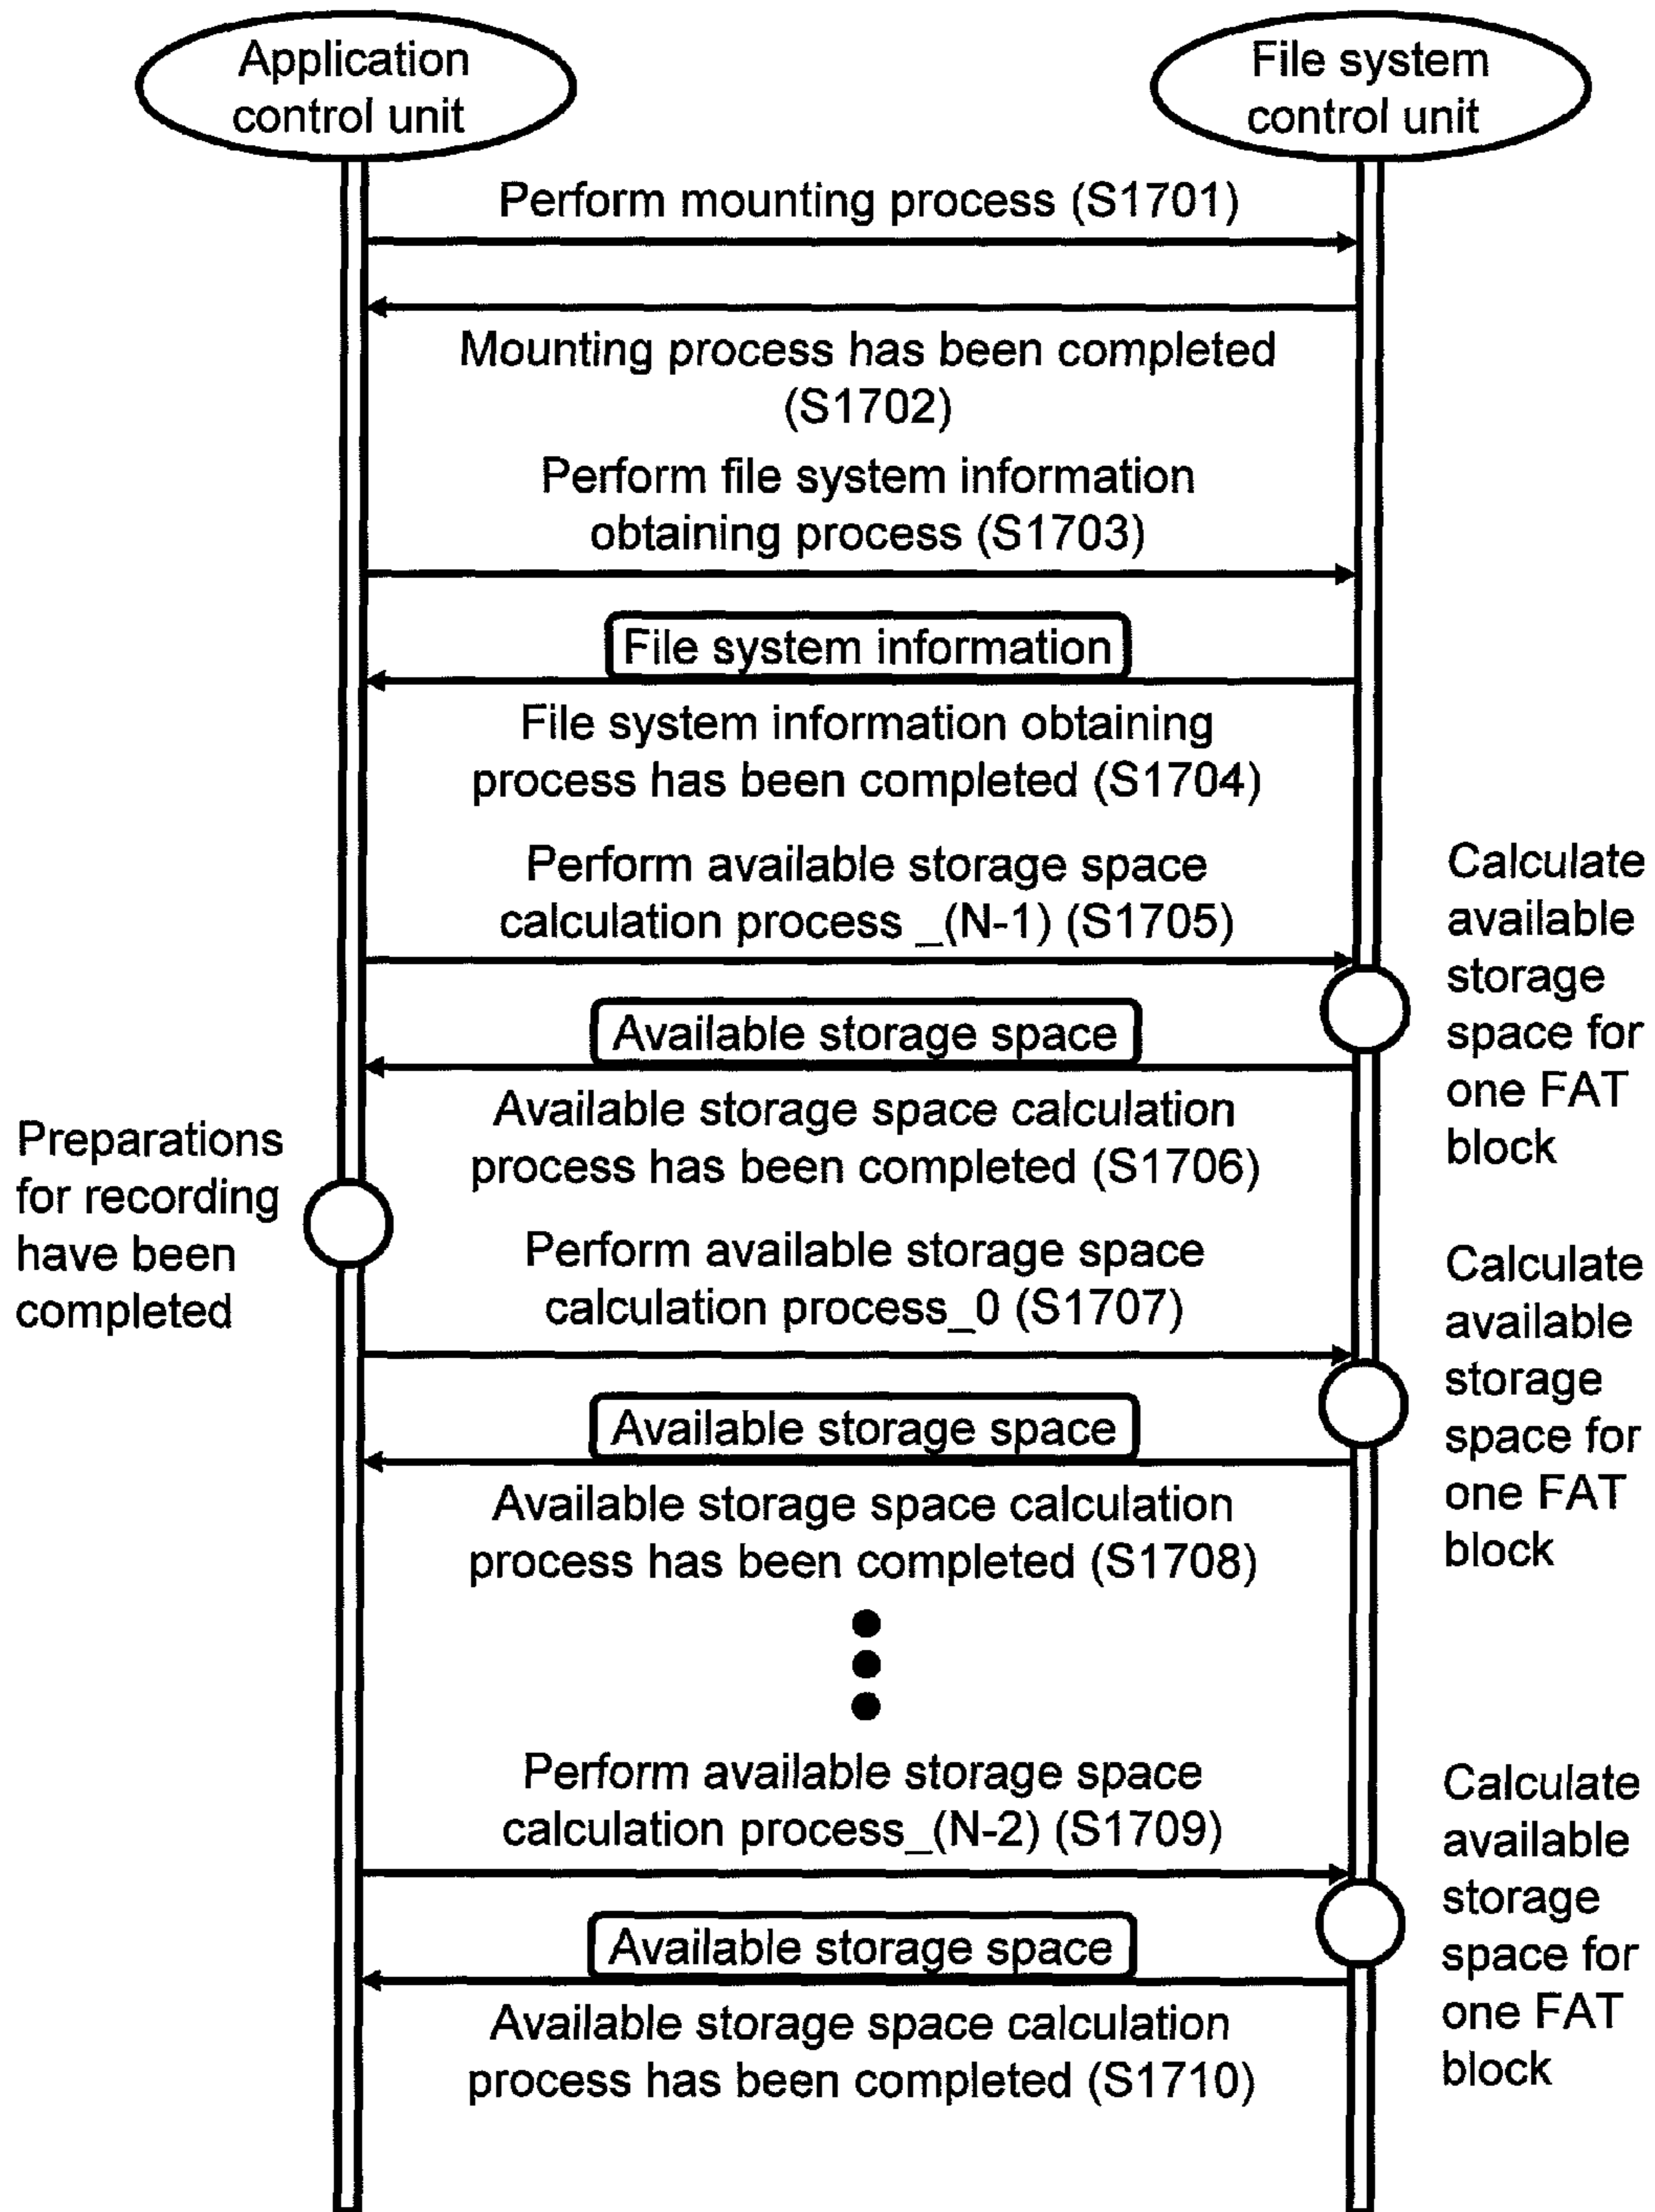 Application
control unit
File system
control unit
Perform mounting process (S1701)
Mounting process has been completed
(S1702)
Perform file system information
obtaining process (S1703)
File system information
File system information obtaining
process has been completed (S1704)
Perform available storage space
calculation process _(N-1) (S1705)
Calculate
available
storage
space for
one FAT
block
Available storage space
Available storage space calculation
process has been completed (S1706)
Preparations
for recording
have been
completed
Perform available storage space
calculation process_0 (S1707)
Calculate
available
storage
space for
one FAT
block
Available storage space
Available storage space calculation
process has been completed (S1708)
Perform available storage space
calculation process_(N-2) (S1709)
Calculate
available
storage
space for
one FAT
block
Available storage space
Available storage space calculation
process has been completed (S1710)